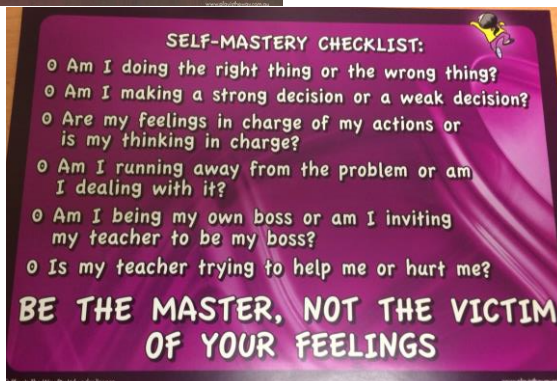 SELF-MASTERY CHECKLIST:
ʘ Am I doing the right thing or the wrong thing?
ʘ Am I making a strong decision or a weak decision?
ʘ Are my feelings in charge of my actions or
is my thinking in charge?
ʘ Am I running away from the problem or am
I dealing with it?
ʘ Am I being my own boss or am I inviting
my teacher to be my boss?
ʘ Is my teacher trying to help me or hurt me?
BE THE MASTER, NOT THE VICTIM
OF YOUR FEELINGS